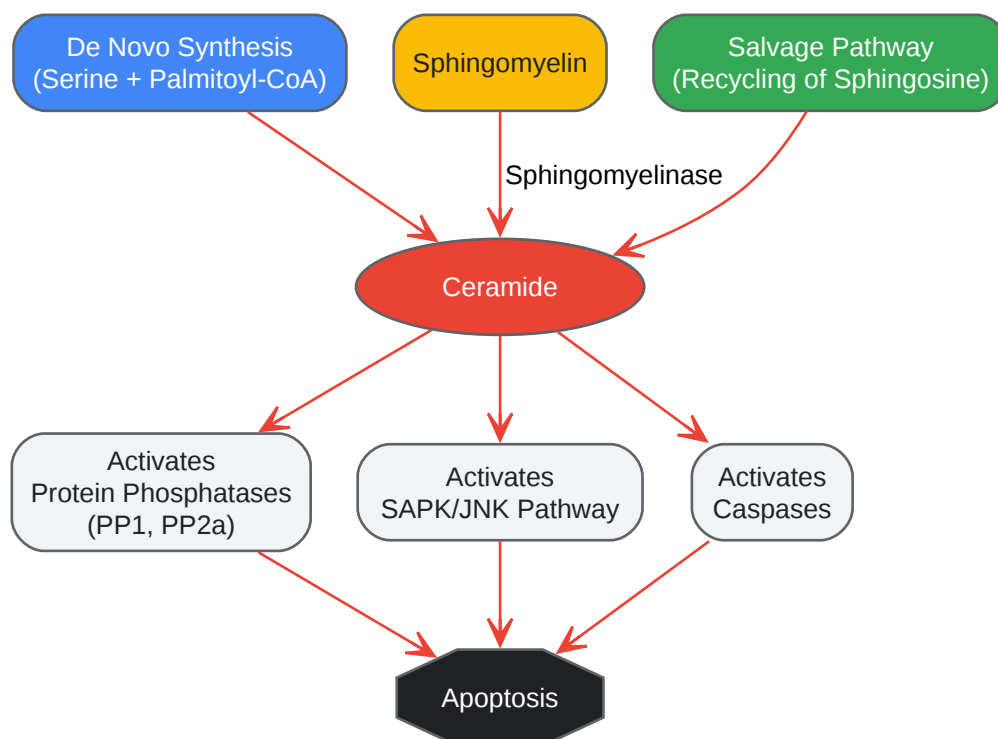 De Novo Synthesis
(Serine + Palmitoyl-CoA)
Sphingomyelin
Salvage Pathway
(Recycling of Sphingosine)
Sphingomyelinase
Ceramide
Activates
Protein Phosphatases
(PP1, PP2a)
Activates
SAPK/JNK Pathway
Activates
Caspases
Apoptosis